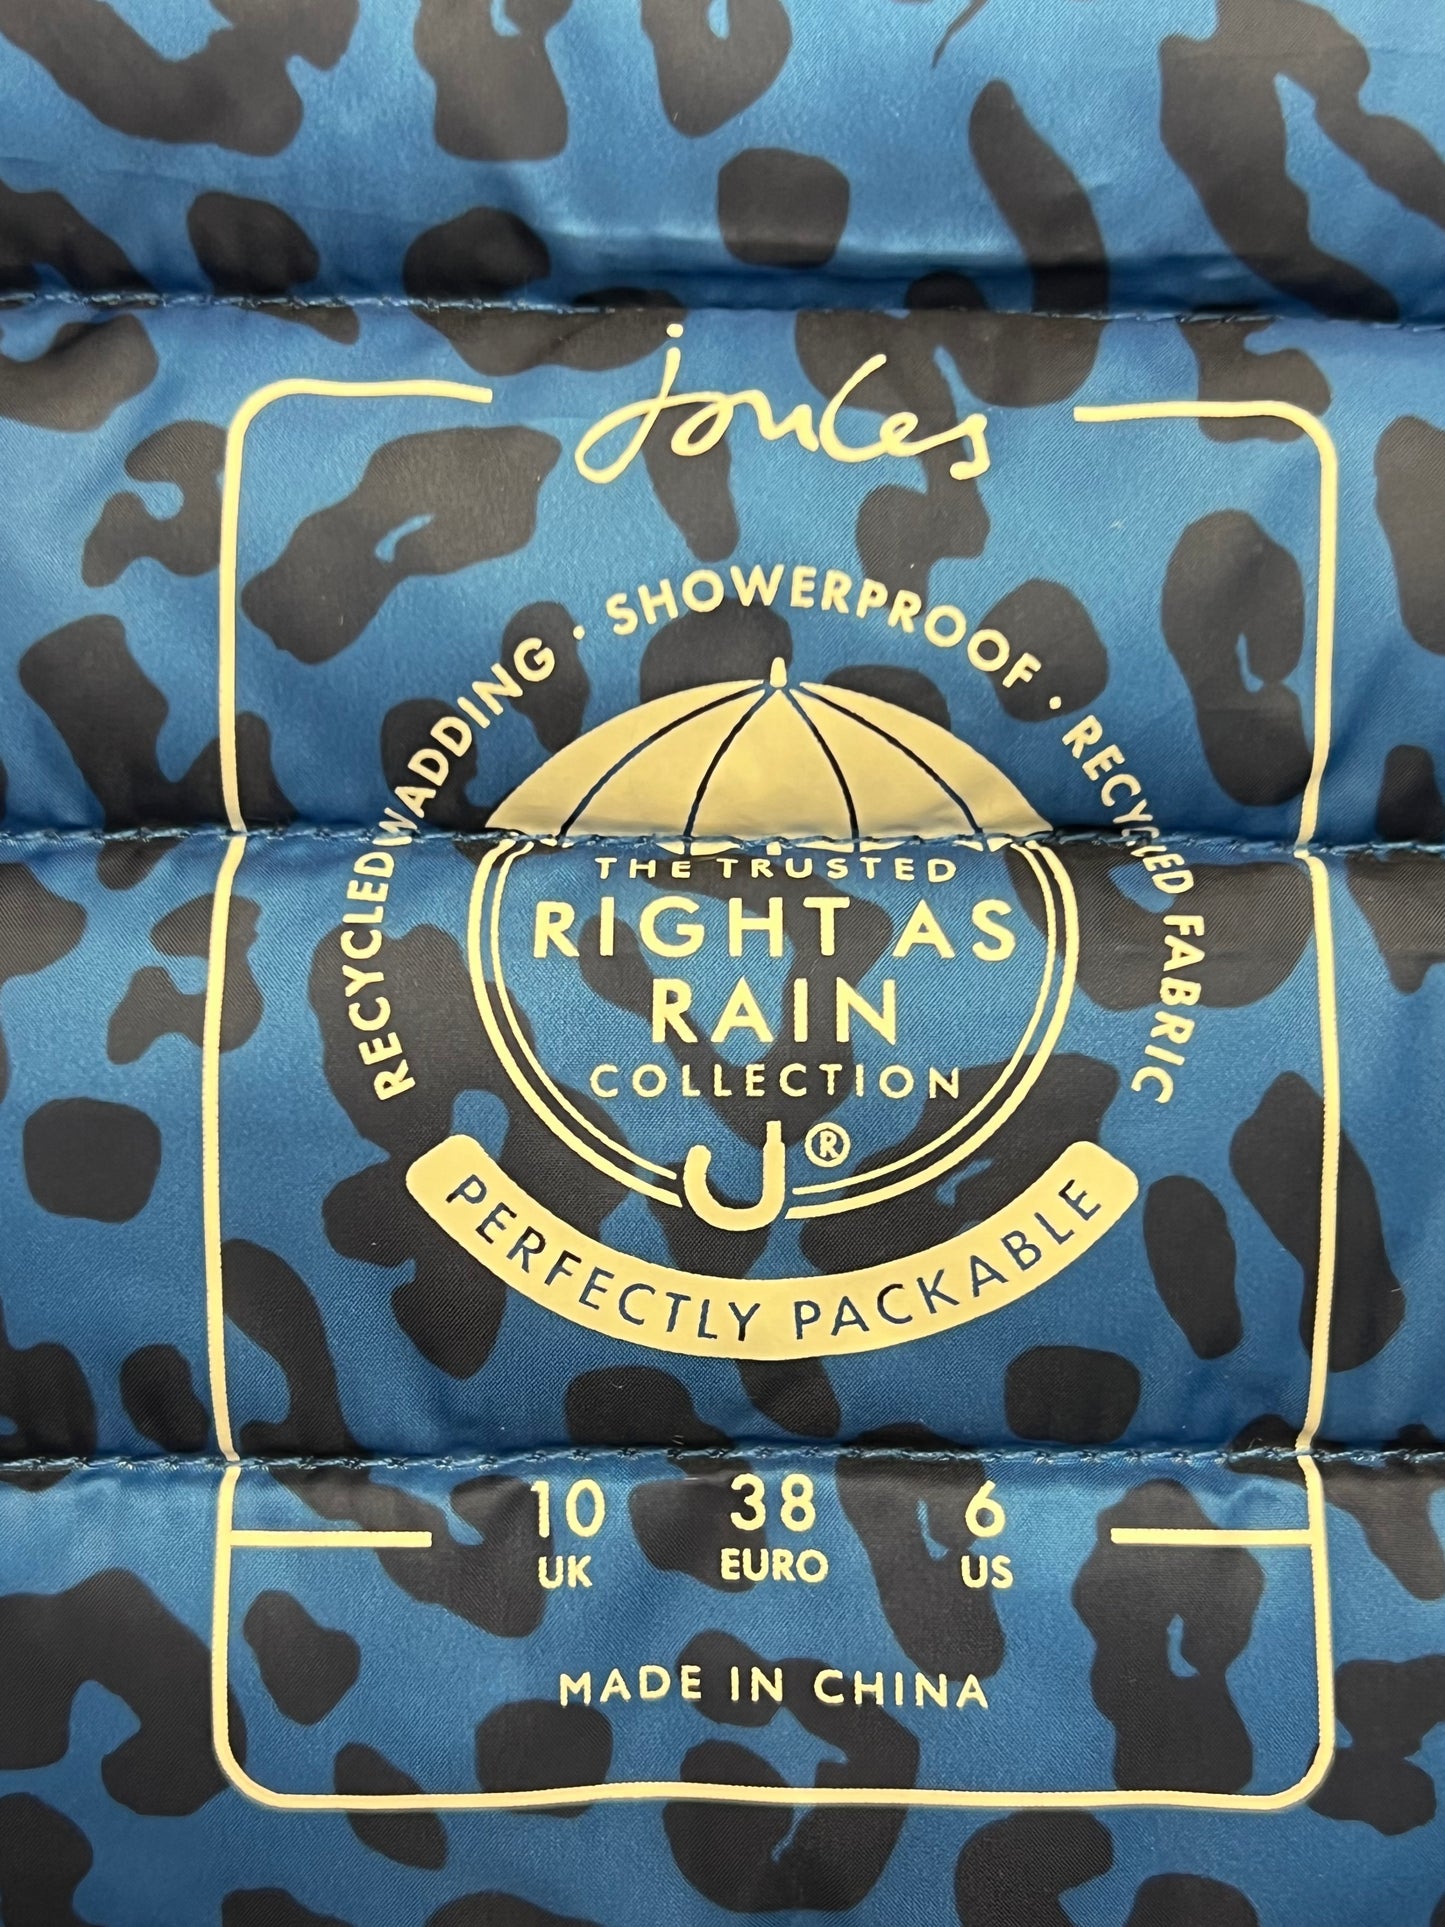 joules
RECYCLED WADDING · SHOWERPROOF · RECYCLED FABRIC
THE TRUSTED
RIGHT AS
RAIN
COLLECTION
®
PERFECTLY PACKABLE
10 38 6
UK EURO US
MADE IN CHINA